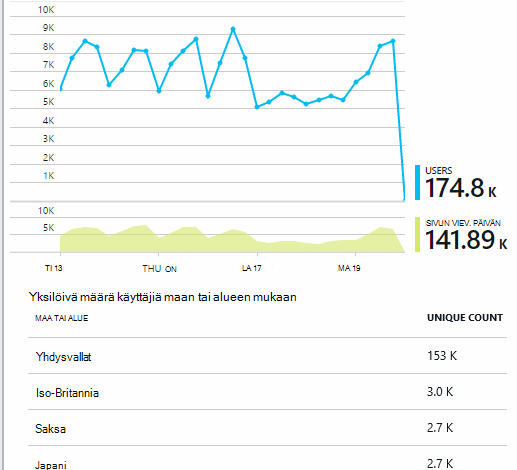 10K
9K
8K
7K
6K
5K
4K
3K
2K
1K
USERS
174.8 K
10K
5K
SIVUN VIEV. PÄIVÄN
141.89 K
TI 13
THU ON
LA 17
MA 19
Yksilöivä määrä käyttäjiä maan tai alueen mukaan
MAA TAI ALUE UNIQUE COUNT
Yhdysvallat 153 K
Iso-Britannia 3.0 K
Saksa 2.7 K
Japani 2.7 K